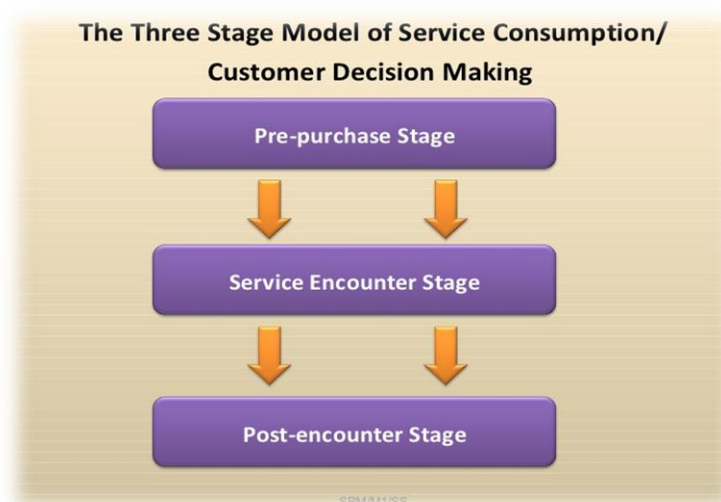 The Three Stage Model of Service Consumption/
Customer Decision Making
Pre-purchase Stage
Service Encounter Stage
Post-encounter Stage